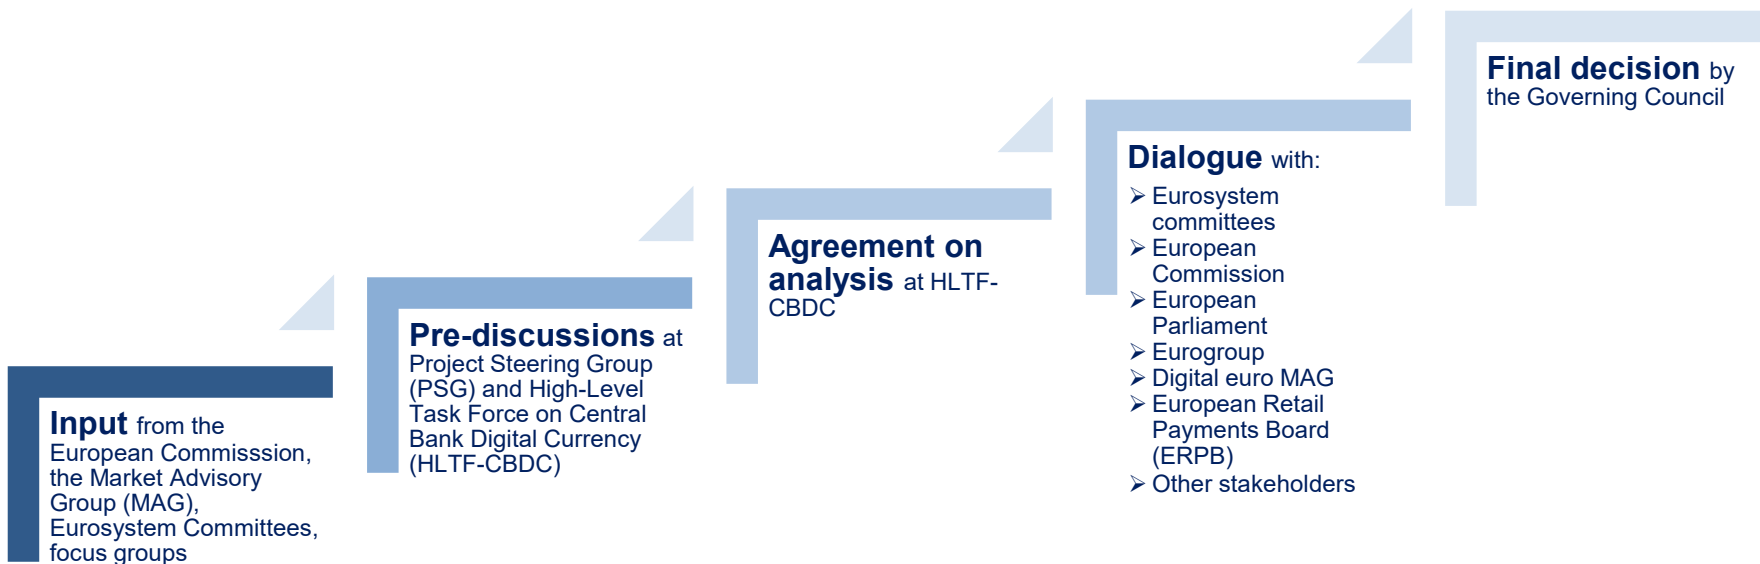 Input from the
European Commisssion,
the Market Advisory
Group (MAG),
Eurosystem Committees,
focus groups
Pre-discussions at
Project Steering Group
(PSG) and High-Level
Task Force on Central
Bank Digital Currency
(HLTF-CBDC)
Agreement on
analysis at HLTF-
CBDC
Dialogue with:
➢ Eurosystem
committees
➢ European
Commission
➢ European
Parliament
➢ Eurogroup
➢ Digital euro MAG
➢ European Retail
Payments Board
(ERPB)
➢ Other stakeholders
Final decision by
the Governing Council